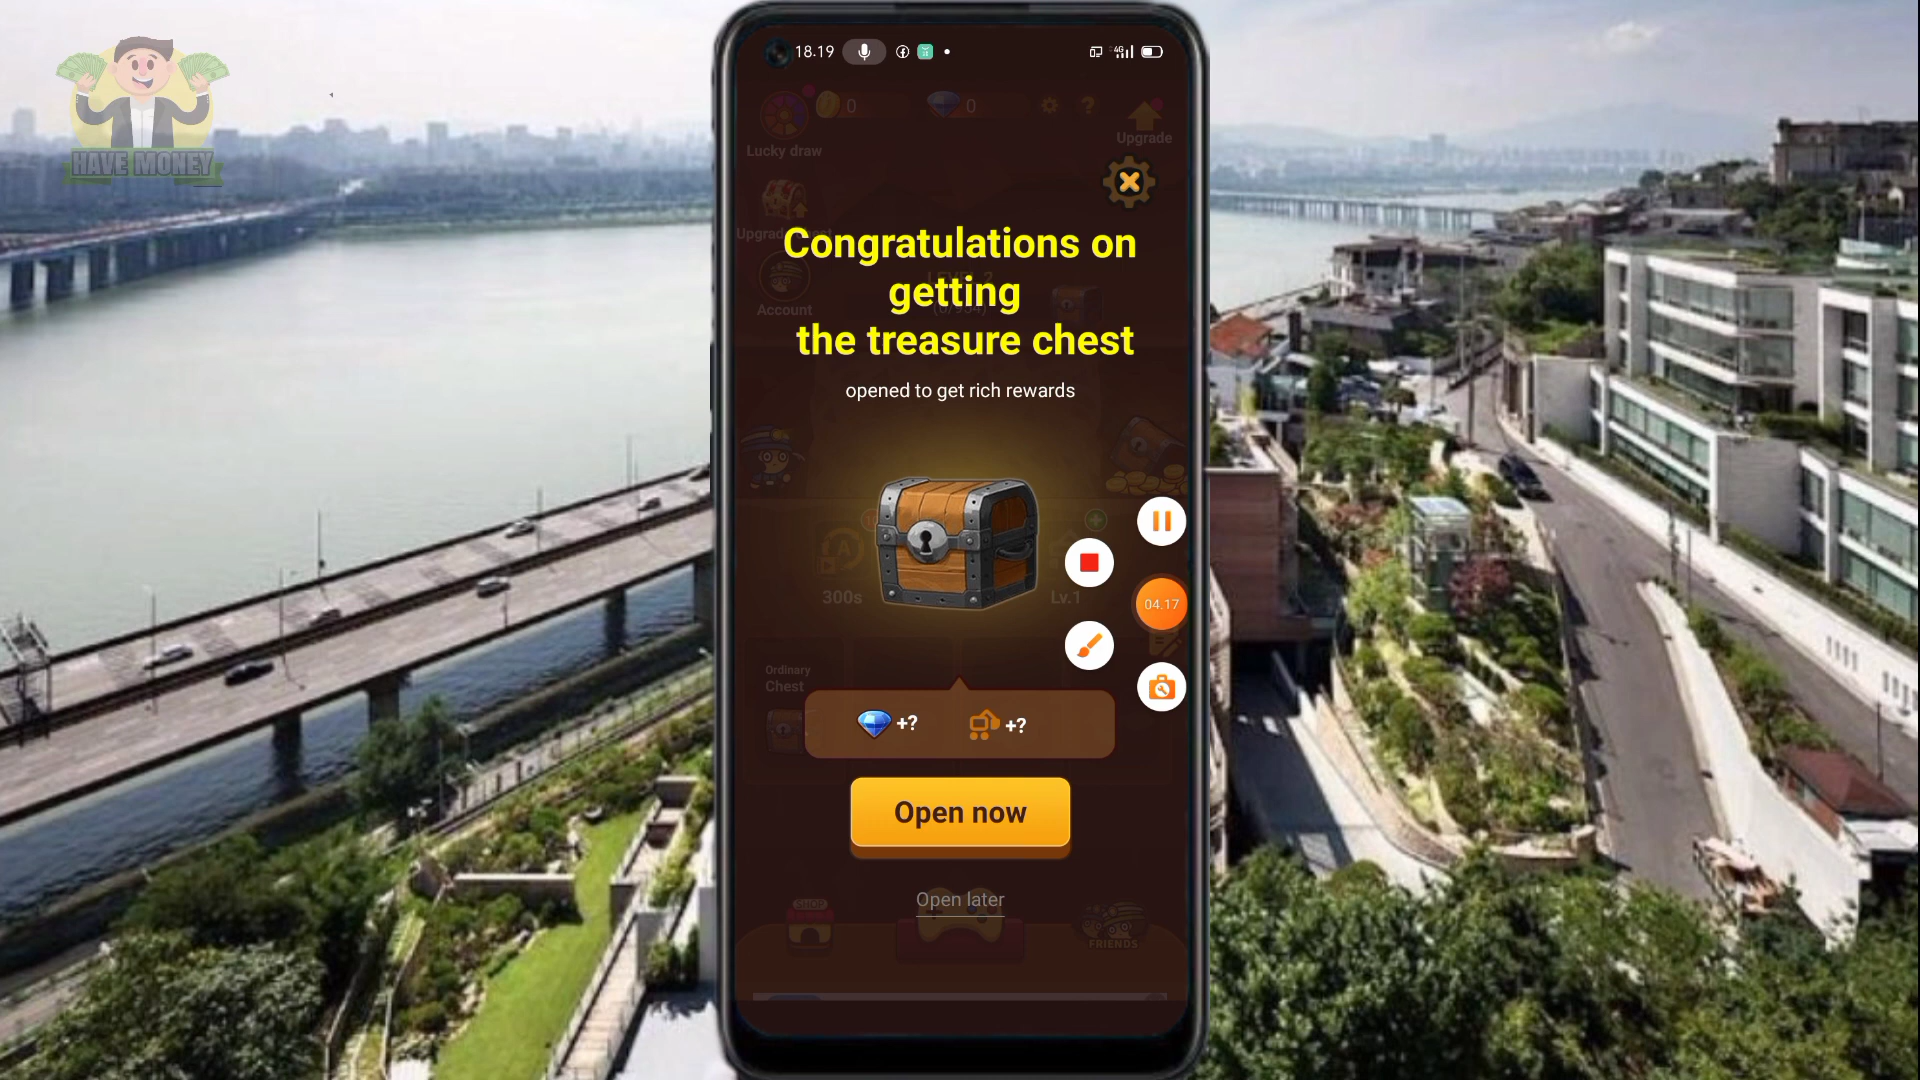 HAVE MONEY
18.19
4G
0
0
Lucky draw
Upgrade
Congratulations on
getting
the treasure chest
Account
opened to get rich rewards
300s
Lv.1
04.17
Ordinary
Chest
+?
+?
Open now
Open later
SHOP
FRIENDS